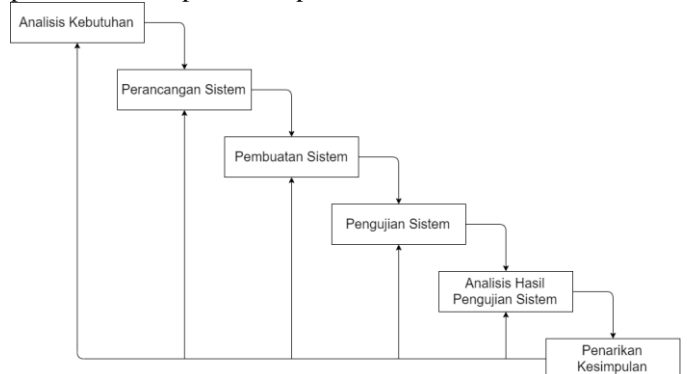 Analisis Kebutuhan
Perancangan Sistem
Pembuatan Sistem
Pengujian Sistem
Analisis Hasil
Pengujian Sistem
Penarikan
Kesimpulan